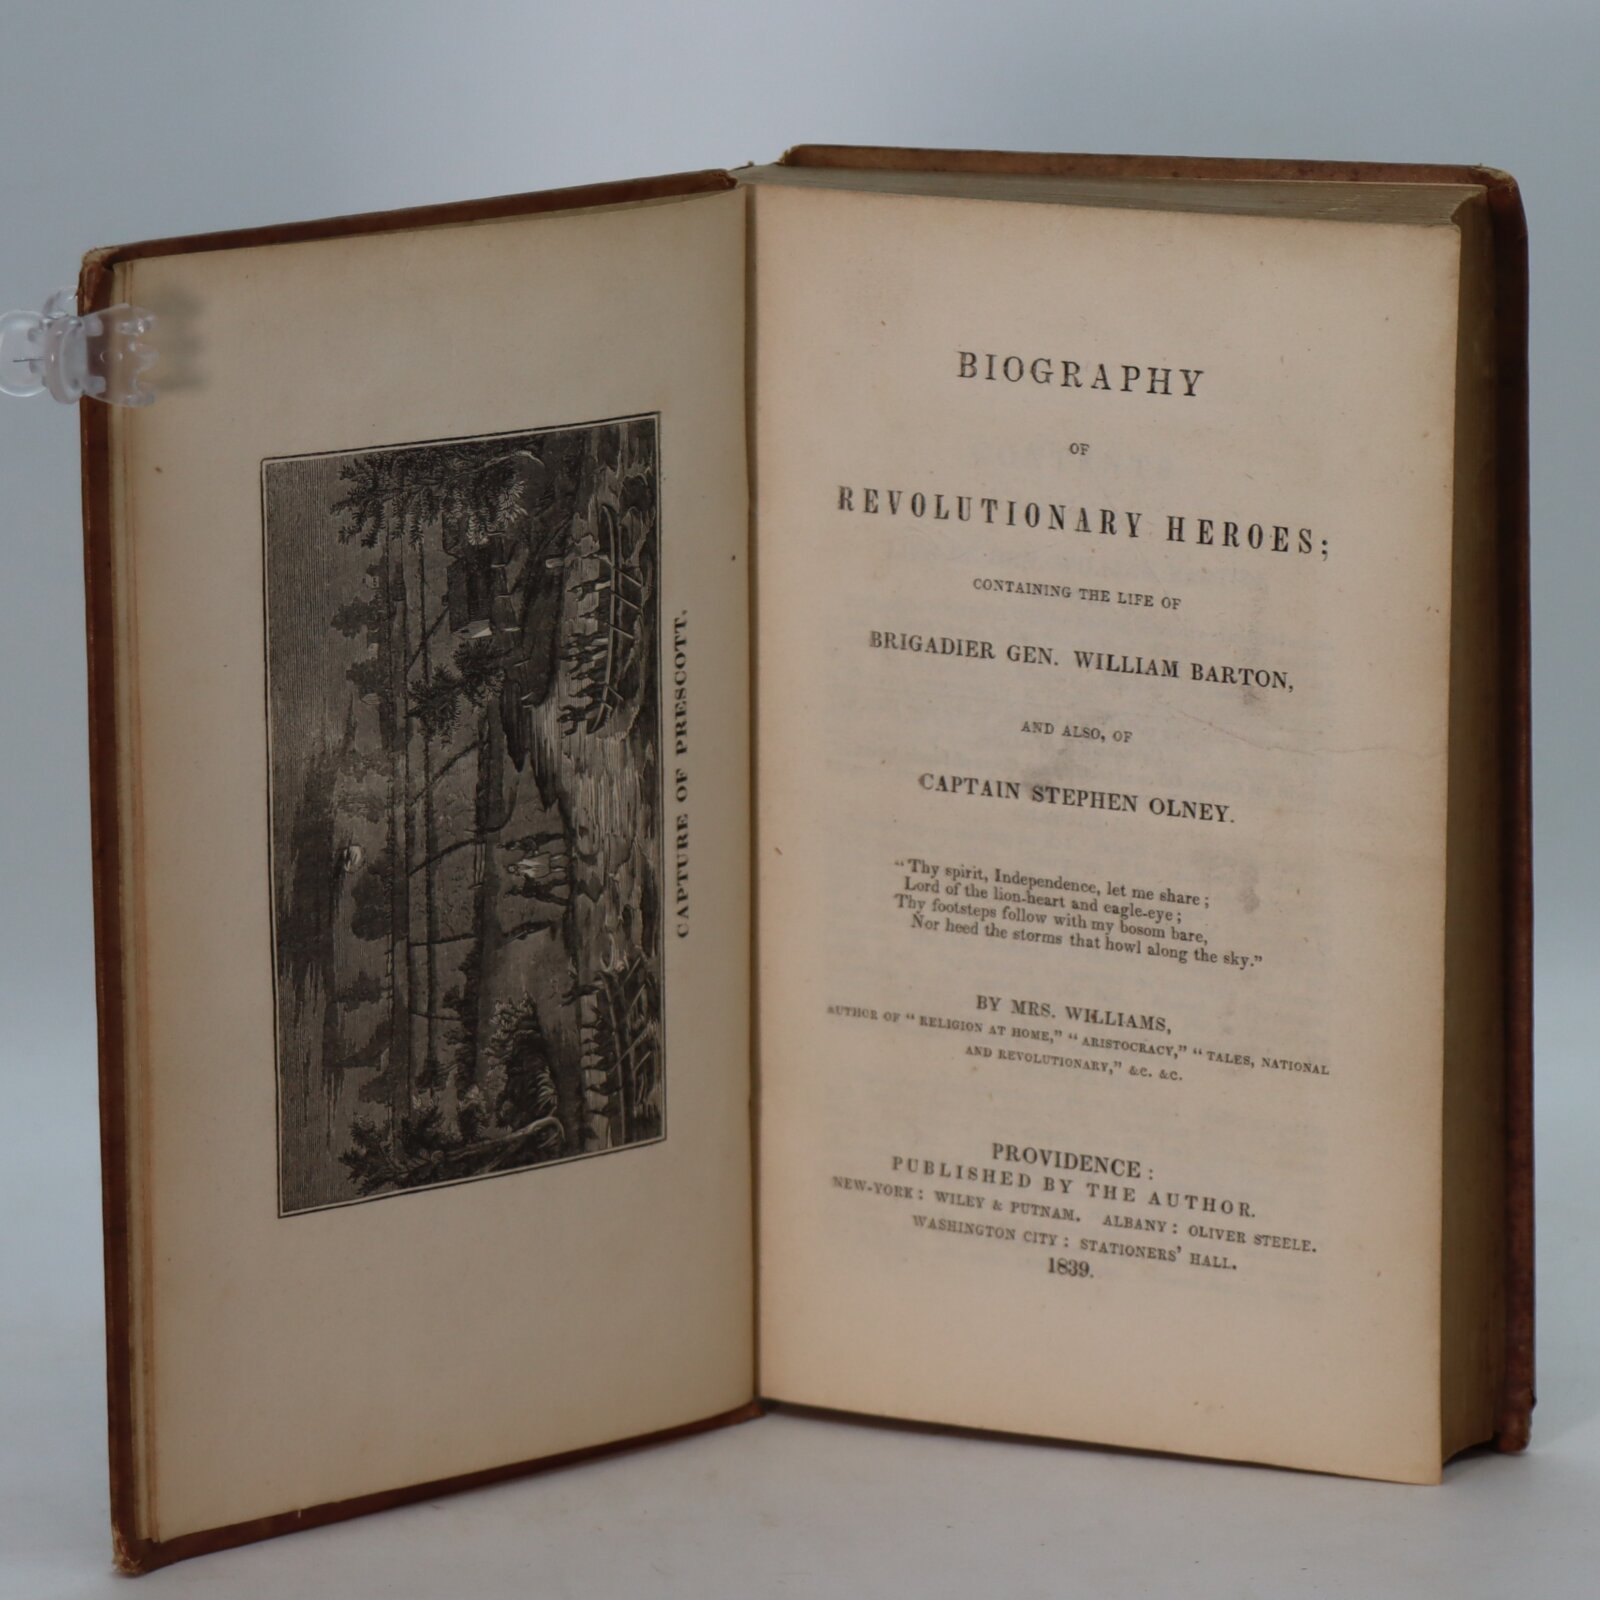 CAPTURE OF PRESCOTT.
BIOGRAPHY
OF
REVOLUTIONARY HEROES;
CONTAINING THE LIFE OF
BRIGADIER GEN. WILLIAM BARTON,
AND ALSO, OF
CAPTAIN STEPHEN OLNEY.
"Thy spirit, Independence, let me share;
Lord of the lion-heart and eagle-eye;
Thy footsteps follow with my bosom bare,
Nor heed the storms that howl along the sky."
BY MRS. WILLIAMS,
AUTHOR OF "RELIGION AT HOME," "ARISTOCRACY," "TALES, NATIONAL
AND REVOLUTIONARY," &C. &C.
PROVIDENCE:
PUBLISHED BY THE AUTHOR.
NEW-YORK: WILEY & PUTNAM. ALBANY: OLIVER STEELE.
WASHINGTON CITY: STATIONERS' HALL.
1839.